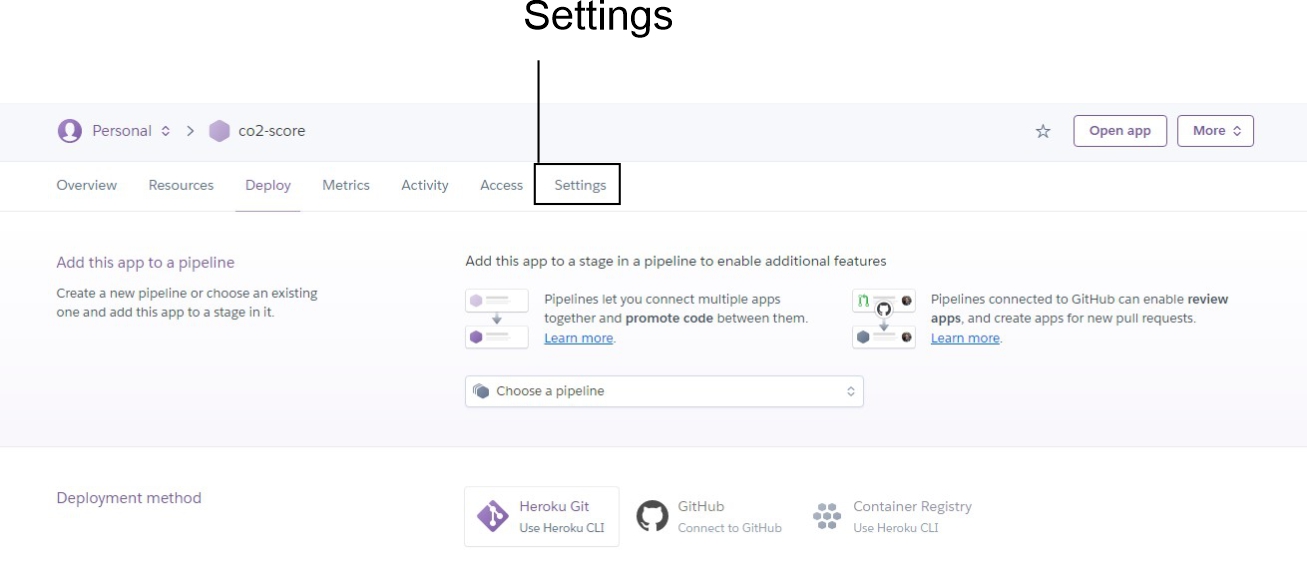 Settings
Personal
co2-score
Open app
More
Overview
Resources
Deploy
Metrics
Activity
Access
Settings
Add this app to a pipeline
Create a new pipeline or choose an existing
one and add this app to a stage in it.
Add this app to a stage in a pipeline to enable additional features
Pipelines let you connect multiple apps
together and promote code between them.
Learn more.
Pipelines connected to GitHub can enable review
apps, and create apps for new pull requests.
Learn more.
Choose a pipeline
Deployment method
Heroku Git
Use Heroku CLI
GitHub
Connect to GitHub
Container Registry
Use Heroku CLI